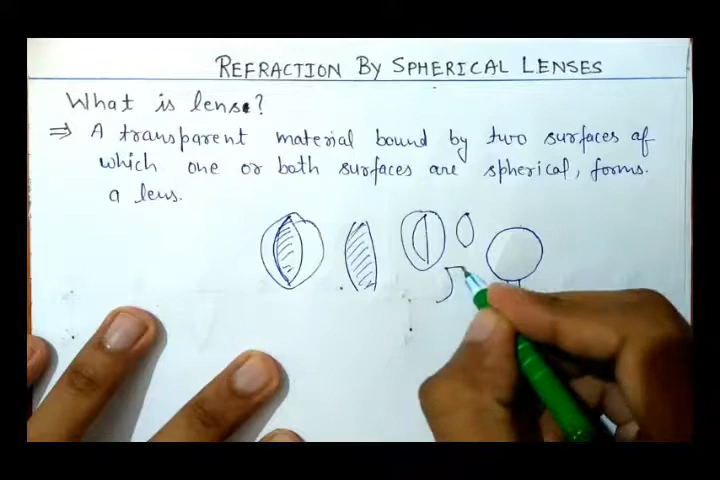 REFRACTION BY SPHERICAL LENSES
What is lens?
⇒ A transparent material bound by two surfaces of
which one or both surfaces are spherical, forms.
a lens.